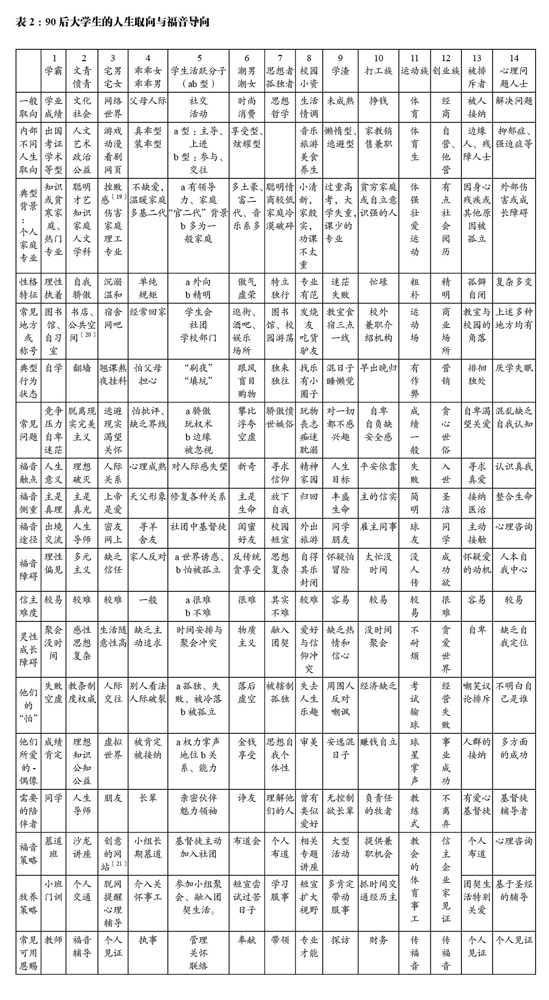 表 2：90 后大学生的人生取向与福音导向
1 2 3 4 5 6 7 8 9 10 11 12 13 14
学霸 文青 宅男 乖乖女 学生活跃分子 潮男 思想者 校园 学渣 打工族 运动族 创业族 被排 心理问
愤青 宅女 乖乖男 （ab 型） 潮女 孤独者 小资 斥者 题人士
一般 学业 文化 网络 父母人际 社交 时尚 思想 生活 未成熟 挣钱 体 经 被人 解决问题
取向 成绩 社会 世界 活动 消费 哲学 情调 育 商 接纳
内部 出国 人文 游戏 真乖型 a 型：主导、 享受型、 音乐 懒惰型、 家教销 体 自 边缘 抑郁症、
不同 考证 艺术 动漫 装乖型 上进 炫耀型 旅游 逃避型 售兼职 育 营、 人、残 强迫症等
人生 学术 政治 看剧 b 型：参与、 美食 生 他 障人士
取向 等型 公益 网页 交往 养生 营
典型 知识 聪明 挫败 不缺爱， a 有领导 多土豪、 聪明情 小清 过重高 贫穷家庭 体 有 因身心 外部伤
背景 或贫 才艺 感〔19〕 温暖家庭 力、家庭 富二 商较低 新， 考，大 或自立意 强 点 残疾或 害或成
： 寒家 知识 伤害 多基二代 “官二代”背景 代、音 家庭冷 家殷 学失重， 识强的人 壮 社 其他原 长障碍
个人 庭、 家庭 家庭 b 多为一 乐系多 漠破碎 实， 课少的 爱 会 因被
家庭 热门 人文 理工 般家庭 功课 专业 运 阅 孤立
专业 专业 学科 专业 不太 动 历
重
性格 理性 自我 沉溺 单纯 a 外向 傲气 特立 专业 迷茫 忙碌 粗 精 孤僻 复杂多变
特征 执着 骄傲 温和 规矩 b 精明 虚荣 独行 有范 失败 朴 明 自闭
常见 图书 书店、 宿舍 经常回家 学生会 逛街、 图书 发烧 教室食 校外 运 商 教室与 上述多种
地方 馆、 公共空 网吧 社团 酒吧、 馆、校 友 宿三点 兼职介 动 业 校园的 地方均有
或 自习 间〔20〕 学校部门 娱乐 园游荡 吃货 一线 绍机构 场 场 角落
称号 室 场所 驴友 所
典型 自学 翻墙 翘课熬 怕父母 “刷夜” 跟风 独来 找乐 混日子 早出晚归 有 营 徘徊 厌学失眠
行为 夜挂科 担心 “填坑” 盲目 独往 有小 睡懒觉 作 销 独处
状态 购物 圈子 弊
常见 竞争 脱离现 逃避 怕批评、 a 骄傲 攀比 骄傲愤 玩物 对一切 自卑 成 贪 自卑渴 混乱缺乏
问题 压力 实完美 现实 缺乏界线 玩权术 浮夸 世嫉俗 丧志 都不感 自负缺 绩 心 望关爱 自我认知
自卑 主义 渴望 b 边缘 空虚 痴迷 兴趣 安全感 一 世
迷茫 关怀 被忽视 耽溺 般 俗
福音 人生 理想 人际 心理成熟 对人际感失望 新奇 寻求 精神 人生 平安依靠 失 入 寻求 认识真我
触点 意义 破灭 关系 信仰 家园 目标 败 世 真爱
福音 主是 主是 上帝 天父形象 修复各种关系 主是 放下 归回 丰盛 主的信实 简 圣 接纳 整合生命
侧重 真理 真光 是爱 生命 自我 生命 明 洁 医治
福音 出境 人生 密友 寻羊 社团中基督徒 闺蜜 校园 外出 同学 雇主同事 球 同 主动 心理咨询
途径 交流 导师 网上 舍友 好友 短宣 旅游 朋友 友 学 接触
福音 理性 多元 缺乏 家人反对 a 世界诱惑、 反传统 思想 自得 怀疑怕 太忙没 没 成 怀疑爱 人本自
障碍 偏见 主义 信任 b 怕被孤立 贪享受 复杂 其乐 冒险 时间 人 功 的动机 我中心
封闭 传 欲
信主 较易 较难 较难 一般 a 很难 很难 其实 较难 容易 较易 较 很 容易 较易
难度 b 不难 不难 易 难
灵性 聚会 感性 生活随 缺乏主 时间安排与 物质 融入 爱好 缺乏热 没时间 不 贪 自卑 缺乏自
成长 没时 思想 意性高 动追求 聚会冲突 主义 团契 与信 情和 聚会 耐 爱 我定位
障碍 间 复杂 仰冲 信心 烦 世
突 界
他们 失败 教条制 人际 别人看法 a 孤独、失 落后 被辖制 失去 周围人 经济缺乏 考 经 嘲笑议 不明白自
的 空虚 度权威 交往 人际破裂 败、被冷落 虚空 孤独 人生 反对 试 营 论排斥 己是谁
“怕” b 被孤立 乐趣 嘲讽 输 失
球 败
他们 成绩 理想 虚拟 被肯定 a 权力掌声 金钱 思想自 审美 安逸混 赚钱自立 球 事 人群的 多方面
所爱 肯定 知识 世界 被接纳 地位 b 关 享受 我个 日子 星 业 接纳 的成功
的 - 公知 系、能力 体性 掌 成
偶像 公益 声 功
需要 同学 人生 朋友 长辈 亲密伙伴 诤友 理解他 曾有 无控制 负责任 教 不 有爱心 基督徒
的陪 导师 魅力领袖 们的人 类似 欲长辈 的牧者 练 离 基督徒 辅导者
伴者 爱好 式 弃
福音 慕道 沙龙 创意 小组长 基督徒主动 布道会 个人 相关 大型 提供兼 教 信 个人 心理咨询
策略 班 讲座 的网 期慕道 加入社团 布道 专题 活动 职机会 会 主 布道
站〔21〕 讲座 的 企
牧养 小班 个人 脱网 介入关 参加小组聚 短宣尝 学习 短宣 多肯定 抓时间交 体 业 团契生 基于圣经
策略 门训 交通 提醒 怀事工 会、融入团 试过苦 服事 扩大 带动 通经历主 育 家 活特别 的辅导
心理 契生活。 日子 视野 服事 事 见 关爱
辅导 工 证
常见 教师 福音 个人 执事 管理 奉献 带领 专业 探访 财务 传 传 个人 个人见证
可用 辅导 见证 关怀 才能 福 福 见证
恩赐 联络 音 音